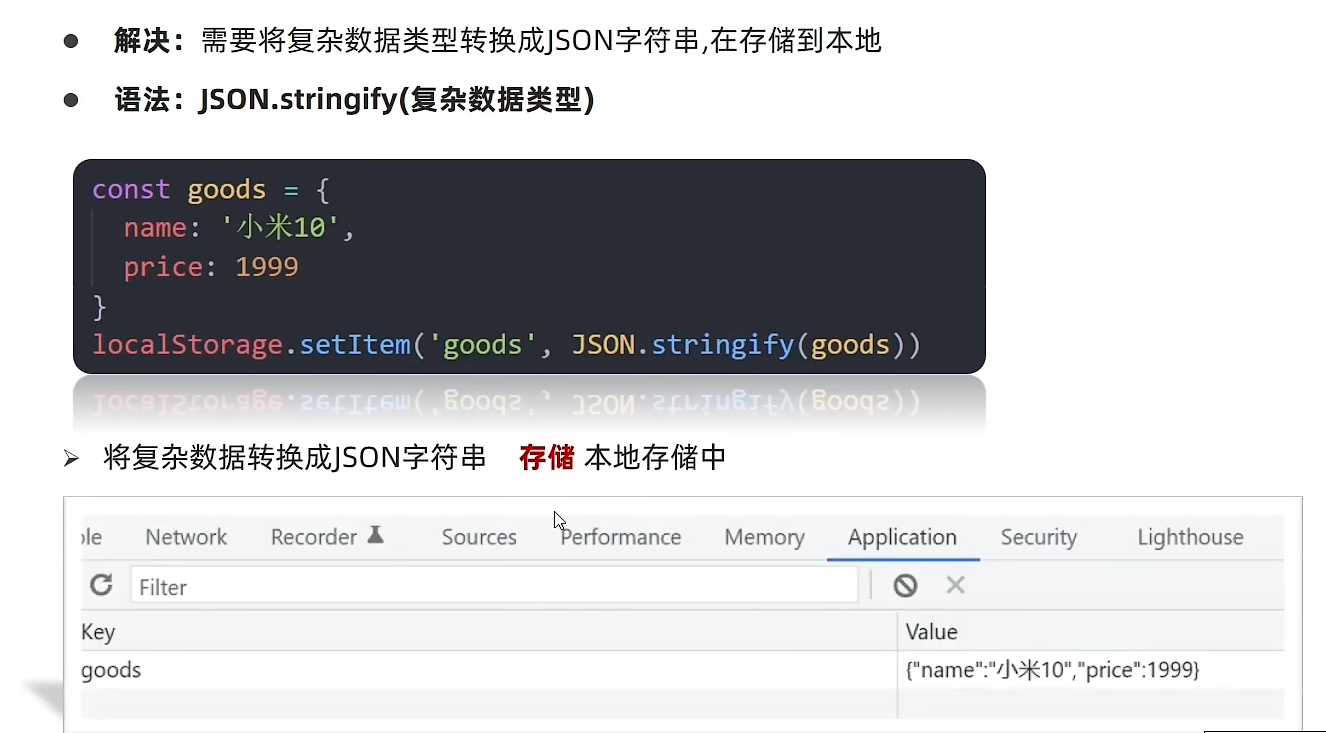 解决：需要将复杂数据类型转换成JSON字符串,在存储到本地
语法：JSON.stringify(复杂数据类型)
const goods = {
name: '小米10',
price: 1999
}
localStorage.setItem('goods', JSON.stringify(goods))
将复杂数据转换成JSON字符串 存储 本地存储中
ole Network Recorder Sources Performance Memory Application Security Lighthouse
Filter
Key Value
goods {"name":"小米10","price":1999}